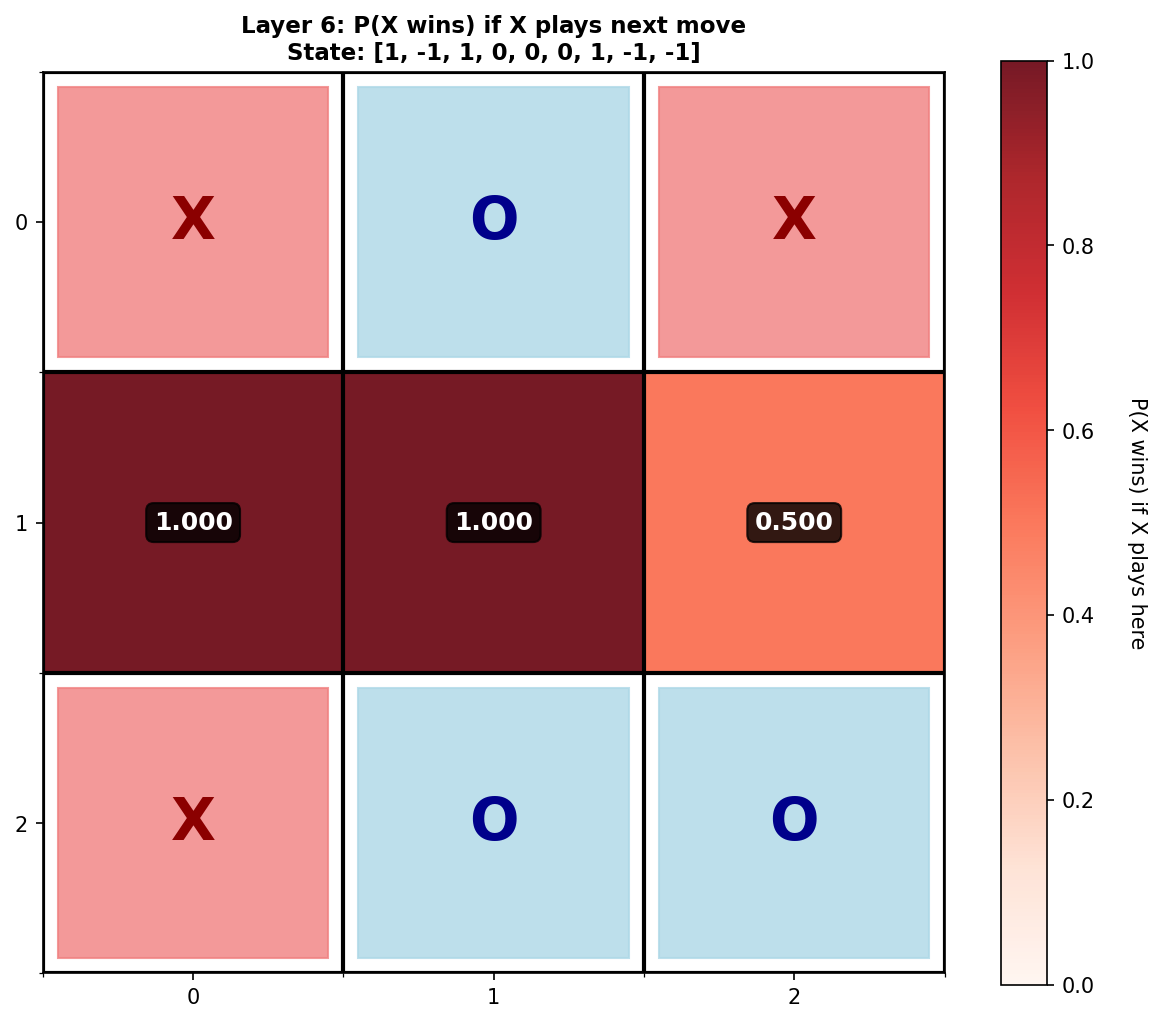 Layer 6: P(X wins) if X plays next move
State: [1, -1, 1, 0, 0, 0, 1, -1, -1]
0
X
O
X
1
1.000
1.000
0.500
2
X
O
O
0
1
2
1.0
0.8
0.6
0.4
0.2
0.0
P(X wins) if X plays here